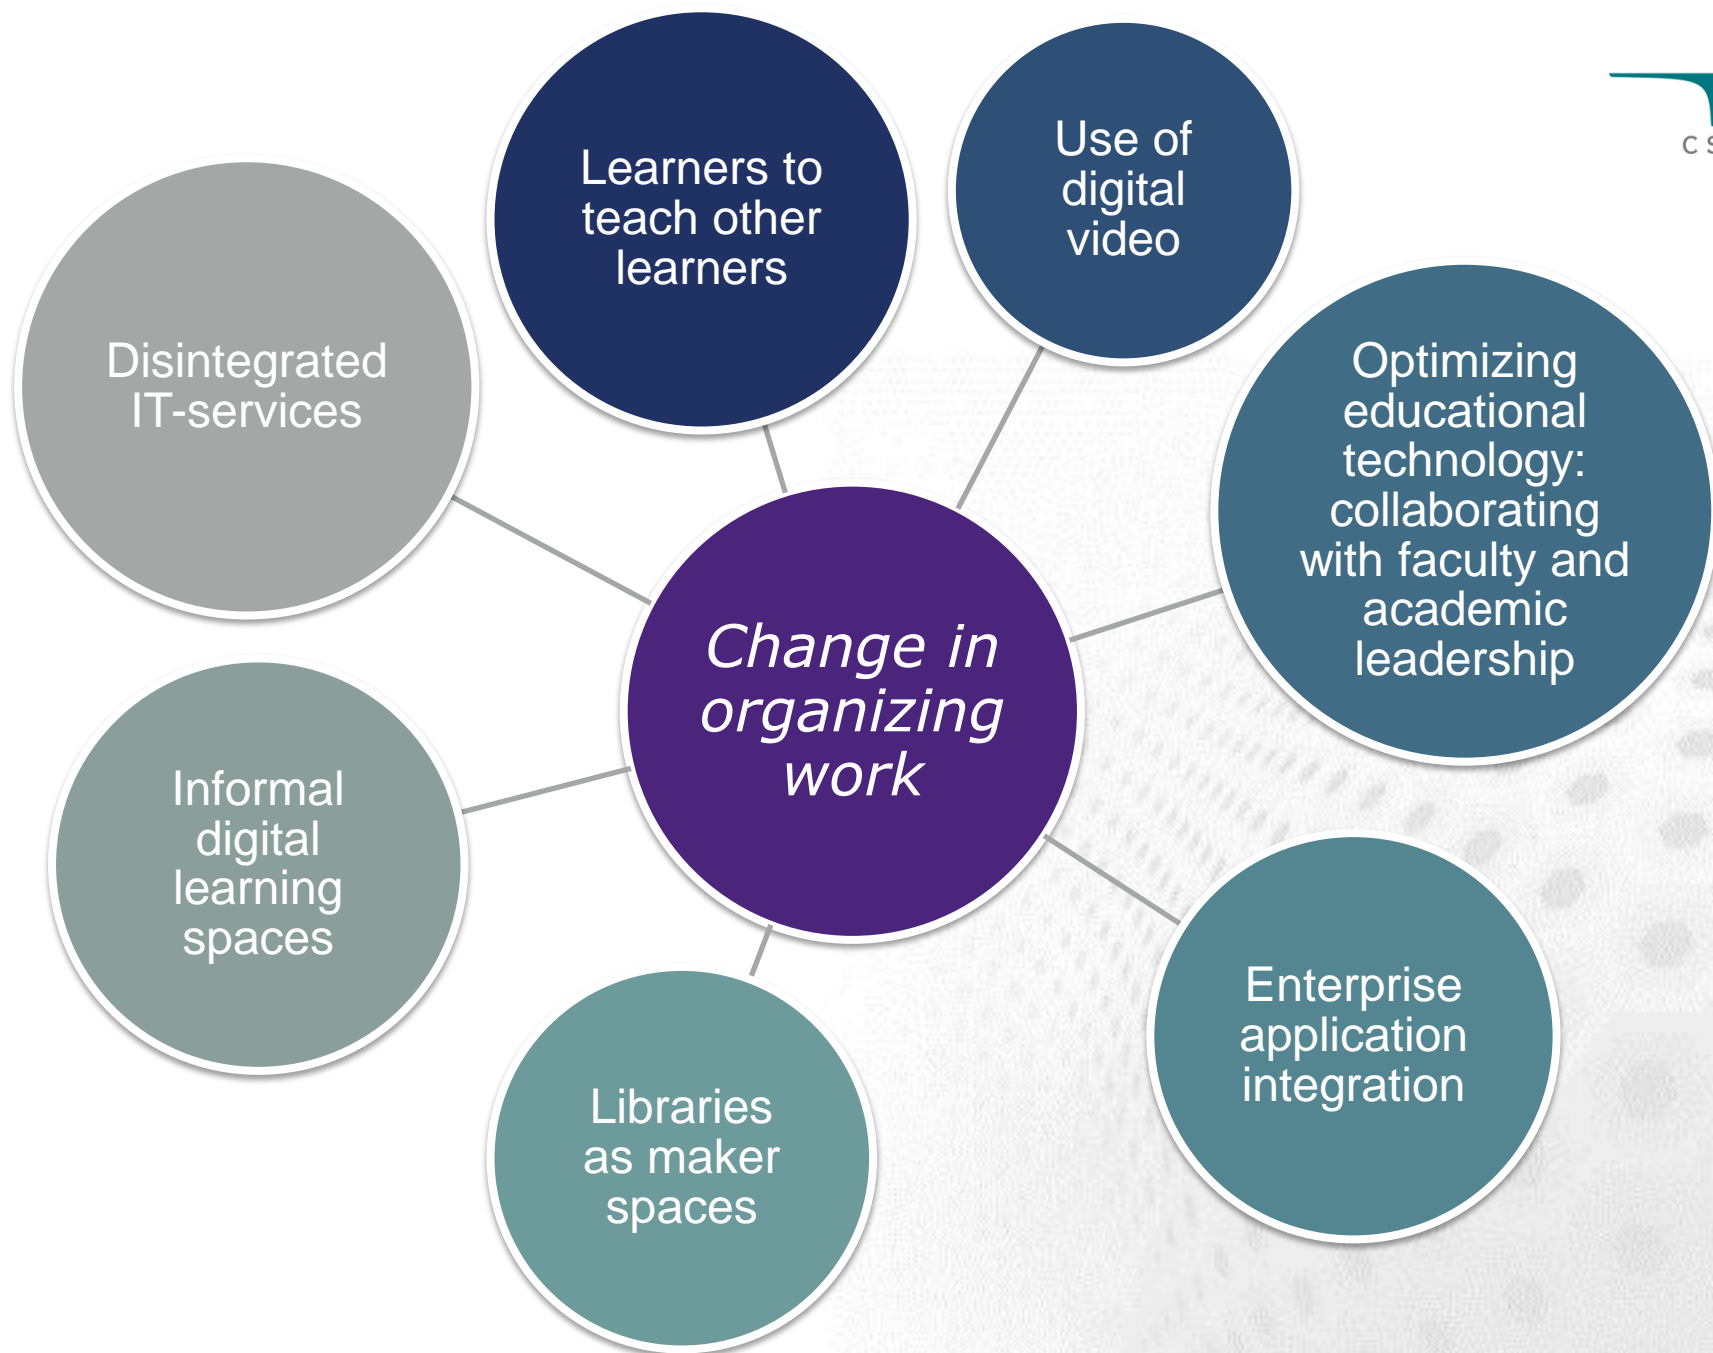 Learners to
teach other
learners
Use of
digital
video
C S
Disintegrated
IT-services
Optimizing
educational
technology:
collaborating
with faculty and
academic
leadership
Change in
organizing
work
Informal
digital
learning
spaces
Enterprise
application
integration
Libraries
as maker
spaces